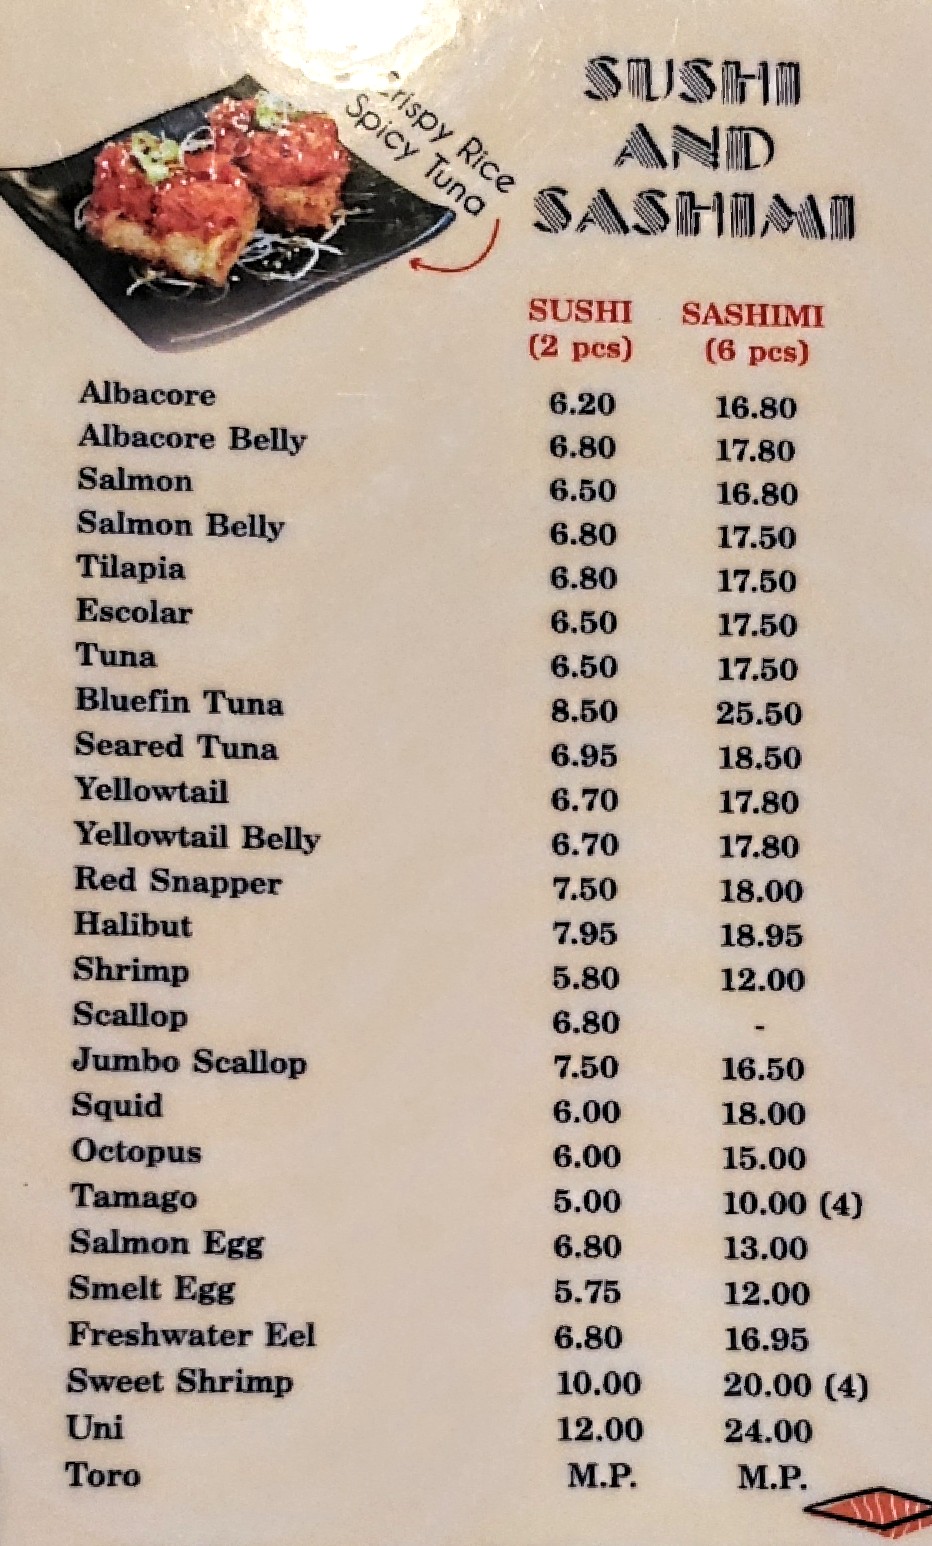 Crispy Rice
Spicy Tuna
SUSHI
AND
SASHIMI
SUSHI SASHIMI
(2 pcs) (6 pcs)
Albacore 6.20 16.80
Albacore Belly 6.80 17.80
Salmon 6.50 16.80
Salmon Belly 6.80 17.50
Tilapia 6.80 17.50
Escolar 6.50 17.50
Tuna 6.50 17.50
Bluefin Tuna 8.50 25.50
Seared Tuna 6.95 18.50
Yellowtail 6.70 17.80
Yellowtail Belly 6.70 17.80
Red Snapper 7.50 18.00
Halibut 7.95 18.95
Shrimp 5.80 12.00
Scallop 6.80 -
Jumbo Scallop 7.50 16.50
Squid 6.00 18.00
Octopus 6.00 15.00
Tamago 5.00 10.00 (4)
Salmon Egg 6.80 13.00
Smelt Egg 5.75 12.00
Freshwater Eel 6.80 16.95
Sweet Shrimp 10.00 20.00 (4)
Uni 12.00 24.00
Toro M.P. M.P.